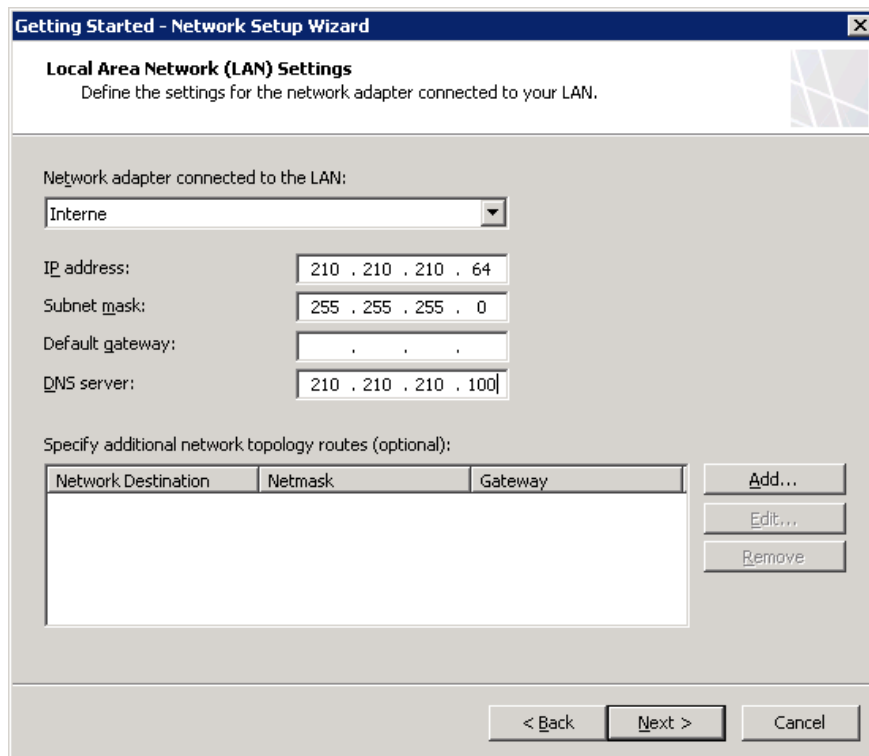 Getting Started - Network Setup Wizard
Local Area Network (LAN) Settings
Define the settings for the network adapter connected to your LAN.
Network adapter connected to the LAN:
Interne
IP address: 210 . 210 . 210 . 64
Subnet mask: 255 . 255 . 255 . 0
Default gateway: . . .
DNS server: 210 . 210 . 210 . 100
Specify additional network topology routes (optional):
Network Destination Netmask Gateway
Add...
Edit...
Remove
< Back Next > Cancel